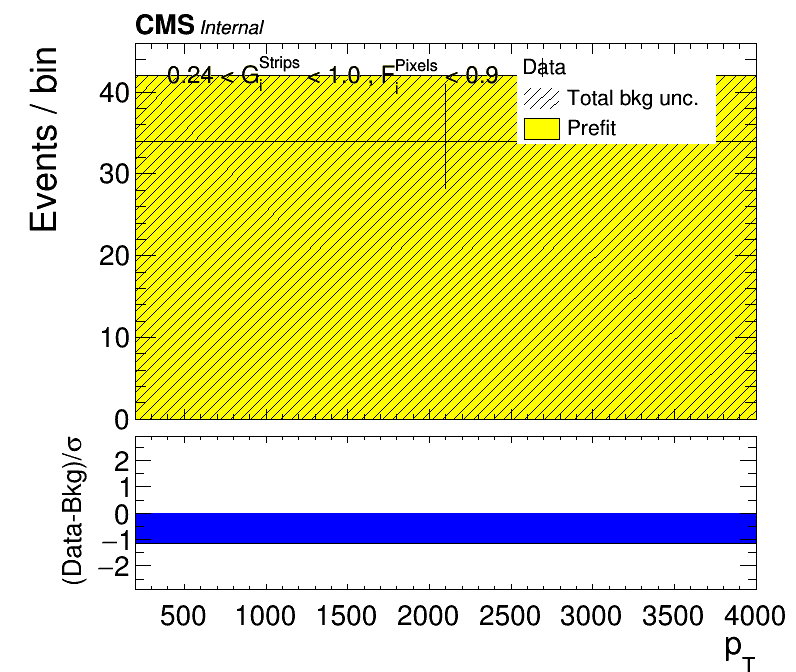 CMS Internal
0.24 < G_i^Strips < 1.0 , F_i^Pixels < 0.9
Data
Total bkg unc.
Prefit
Events / bin
40
30
20
10
0
(Data-Bkg)/σ
2
1
0
−1
−2
500 1000 1500 2000 2500 3000 3500 4000
p_T